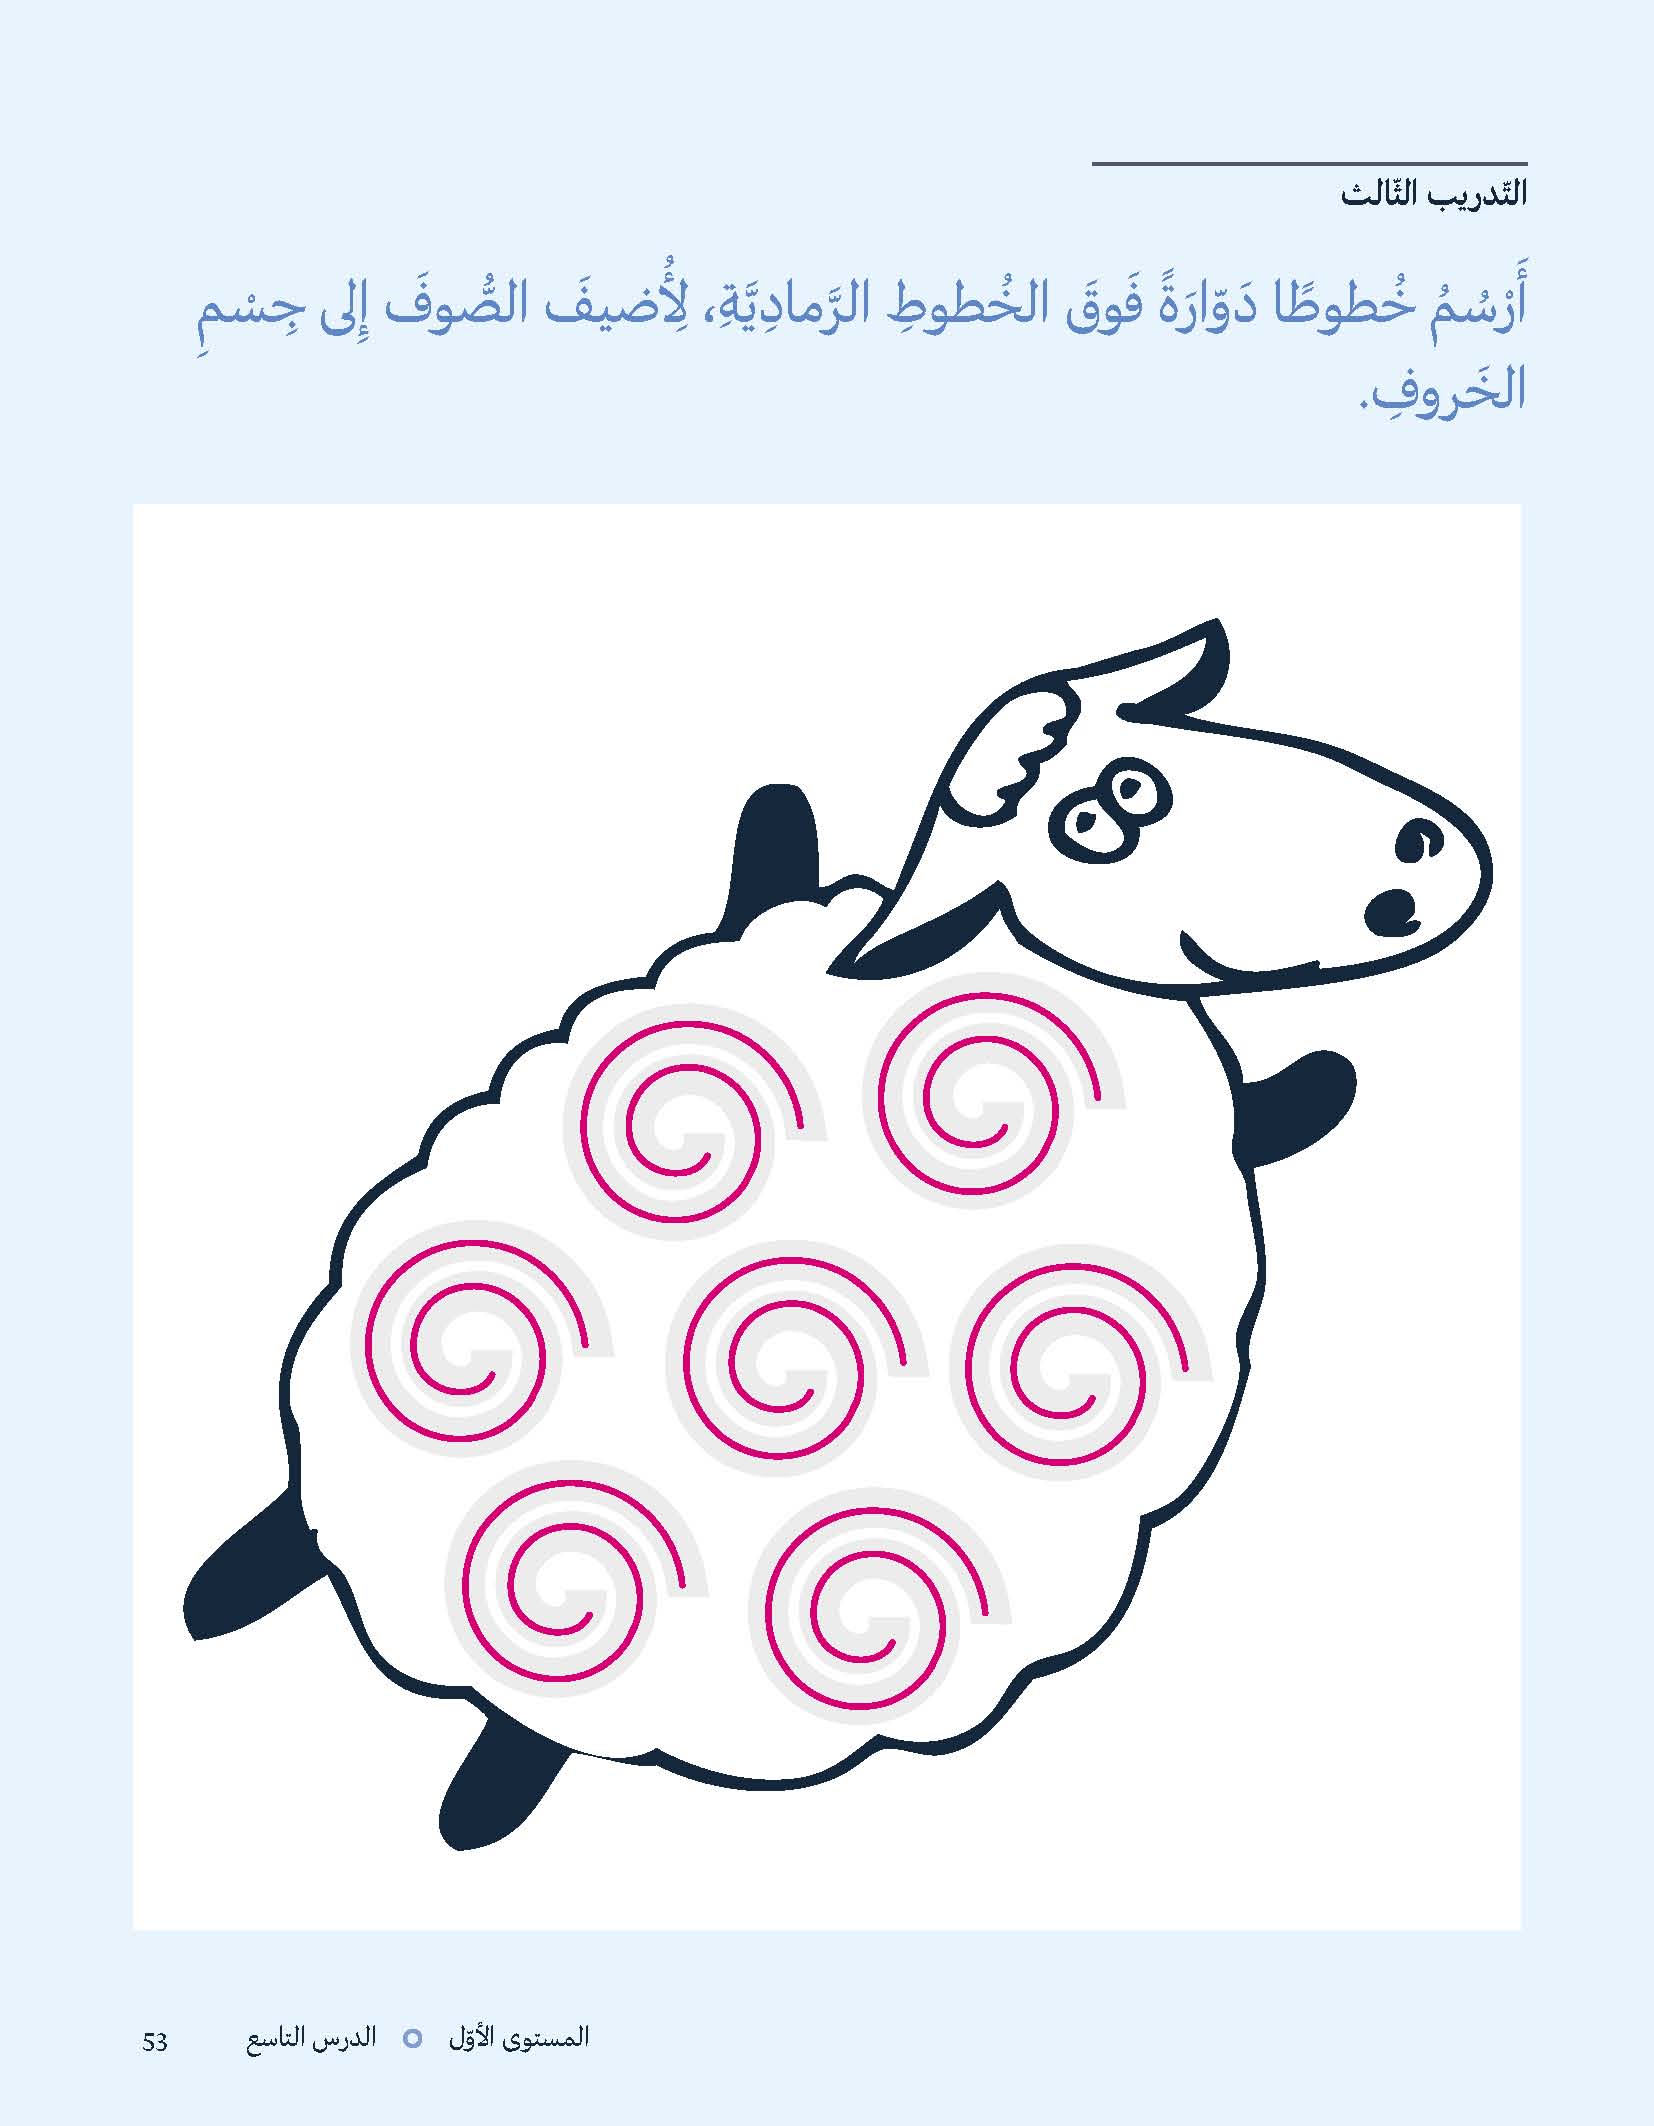 التّدريب الثّالث
أَرْسُمُ خُطوطًا دَوّارَةً فَوقَ الخُطوطِ الرَّمادِيَّةِ، لِأُضيفَ الصُّوفَ إِلى جِسْمِ
الخَروفِ.
المستوى الأوّل الدرس التاسع 53